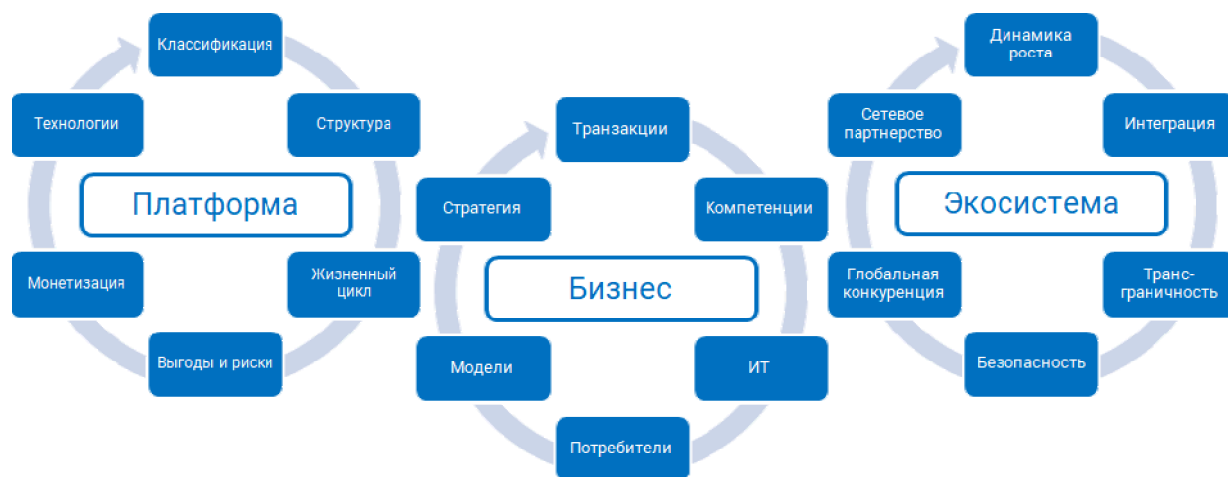 Классификация
Структура
Жизненный
цикл
Выгоды и риски
Монетизация
Технологии
Платформа
Транзакции
Компетенции
ИТ
Потребители
Модели
Стратегия
Бизнес
Динамика
роста
Интеграция
Транс-
граничность
Безопасность
Глобальная
конкуренция
Сетевое
партнерство
Экосистема